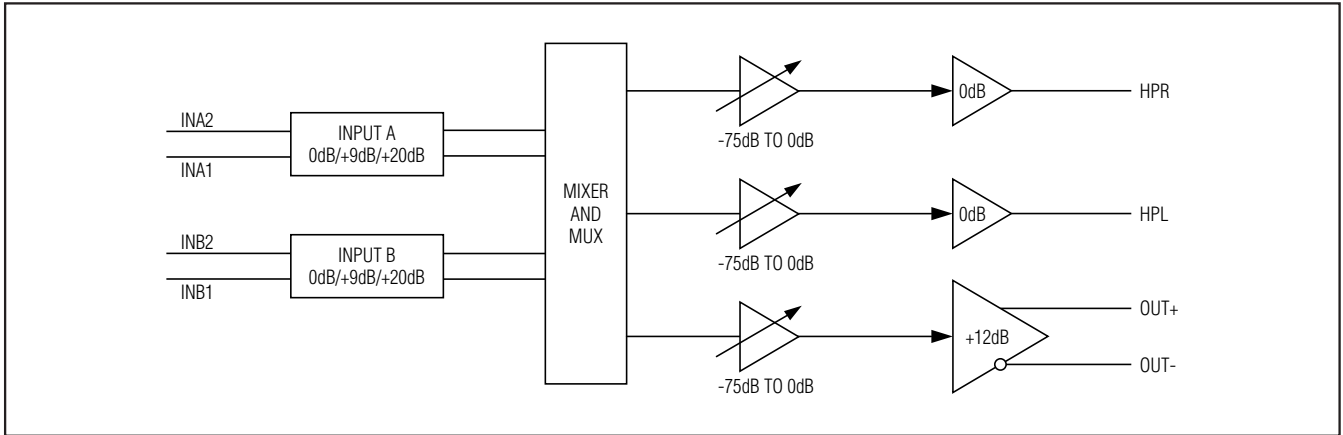 INA2
INA1
INPUT A
0dB/+9dB/+20dB
INB2
INB1
INPUT B
0dB/+9dB/+20dB
MIXER
AND
MUX
-75dB TO 0dB
0dB
HPR
-75dB TO 0dB
0dB
HPL
-75dB TO 0dB
+12dB
OUT+
OUT-